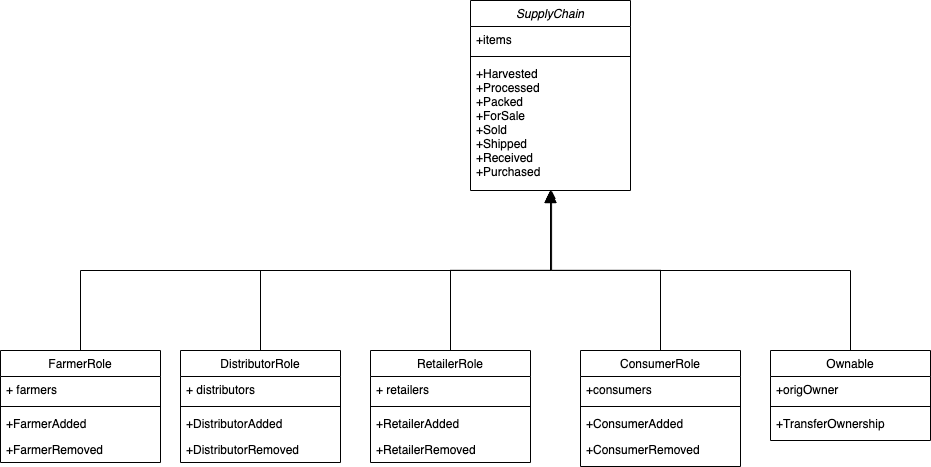 SupplyChain
+items
+Harvested
+Processed
+Packed
+ForSale
+Sold
+Shipped
+Received
+Purchased
FarmerRole
+ farmers
+FarmerAdded
+FarmerRemoved
DistributorRole
+ distributors
+DistributorAdded
+DistributorRemoved
RetailerRole
+ retailers
+RetailerAdded
+RetailerRemoved
ConsumerRole
+consumers
+ConsumerAdded
+ConsumerRemoved
Ownable
+origOwner
+TransferOwnership